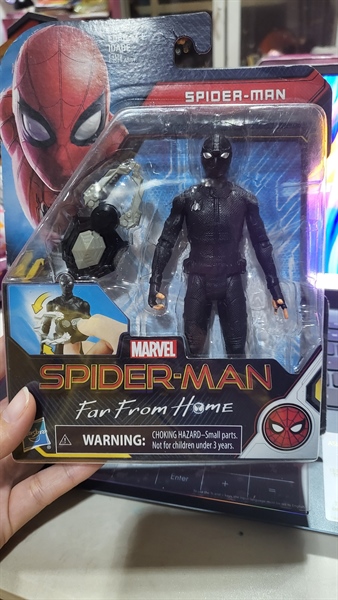 SPIDER-MAN
MARVEL
SPIDER-MAN
Far From Home
WARNING:
CHOKING HAZARD–Small parts.
Not for children under 3 years.
Enter